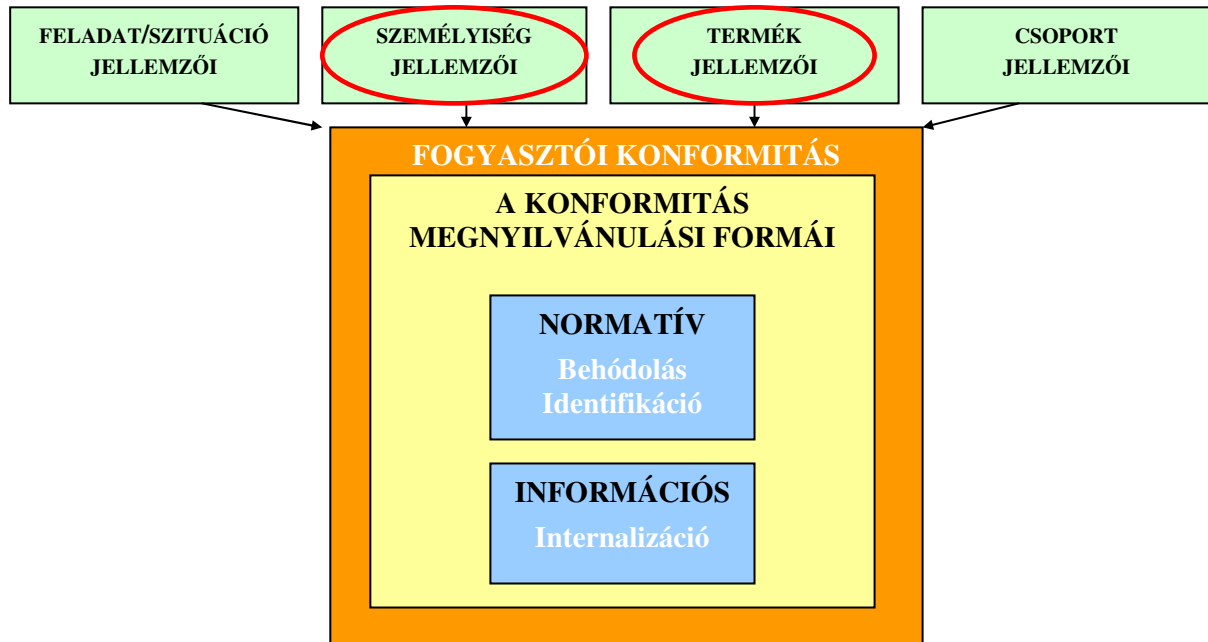 FELADAT/SZITUÁCIÓ
JELLEMZŐI
SZEMÉLYISÉG
JELLEMZŐI
TERMÉK
JELLEMZŐI
CSOPORT
JELLEMZŐI
FOGYASZTÓI KONFORMITÁS
A KONFORMITÁS
MEGNYILVÁNULÁSI FORMÁI
NORMATÍV
Behódolás
Identifikáció
INFORMÁCIÓS
Internalizáció